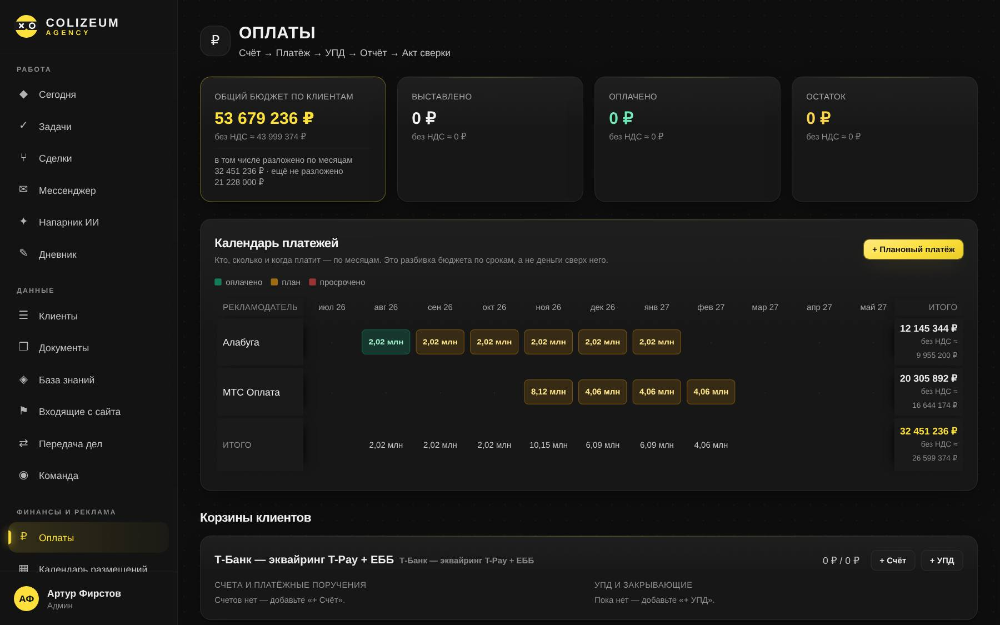 COLIZEUM
AGENCY
РАБОТА
Сегодня
Задачи
Сделки
Мессенджер
Напарник ИИ
Дневник
ДАННЫЕ
Клиенты
Документы
База знаний
Входящие с сайта
Передача дел
Команда
ФИНАНСЫ И РЕКЛАМА
₽ Оплаты
Календарь размещений
АФ
Артур Фирстов
Админ
₽
ОПЛАТЫ
Счёт → Платёж → УПД → Отчёт → Акт сверки
ОБЩИЙ БЮДЖЕТ ПО КЛИЕНТАМ
53 679 236 ₽
без НДС ≈ 43 999 374 ₽
в том числе разложено по месяцам
32 451 236 ₽ · ещё не разложено
21 228 000 ₽
ВЫСТАВЛЕНО
0 ₽
без НДС ≈ 0 ₽
ОПЛАЧЕНО
0 ₽
без НДС ≈ 0 ₽
ОСТАТОК
0 ₽
без НДС ≈ 0 ₽
Календарь платежей
Кто, сколько и когда платит — по месяцам. Это разбивка бюджета по срокам, а не деньги сверх него.
+ Плановый платёж
оплачено план просрочено
РЕКЛАМОДАТЕЛЬ июл 26 авг 26 сен 26 окт 26 ноя 26 дек 26 янв 27 фев 27 мар 27 апр 27 май 27 ИТОГО
Алабуга 2,02 млн 2,02 млн 2,02 млн 2,02 млн 2,02 млн 2,02 млн
12 145 344 ₽
без НДС ≈
9 955 200 ₽
МТС Оплата 8,12 млн 4,06 млн 4,06 млн 4,06 млн
20 305 892 ₽
без НДС ≈
16 644 174 ₽
ИТОГО 2,02 млн 2,02 млн 2,02 млн 10,15 млн 6,09 млн 6,09 млн 4,06 млн
32 451 236 ₽
без НДС ≈
26 599 374 ₽
Корзины клиентов
Т-Банк — эквайринг T-Pay + ЕББ Т-Банк — эквайринг T-Pay + ЕББ
0 ₽ / 0 ₽ + Счёт + УПД
СЧЕТА И ПЛАТЁЖНЫЕ ПОРУЧЕНИЯ
Счетов нет — добавьте «+ Счёт».
УПД И ЗАКРЫВАЮЩИЕ
Пока нет — добавьте «+ УПД».